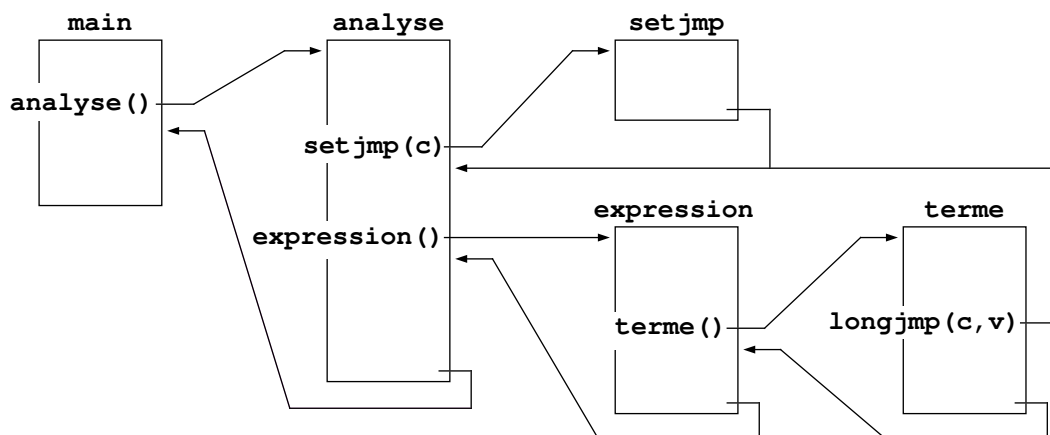 main
analyse
setjmp
analyse()
setjmp(c)
expression
terme
expression()
terme()
longjmp(c,v)